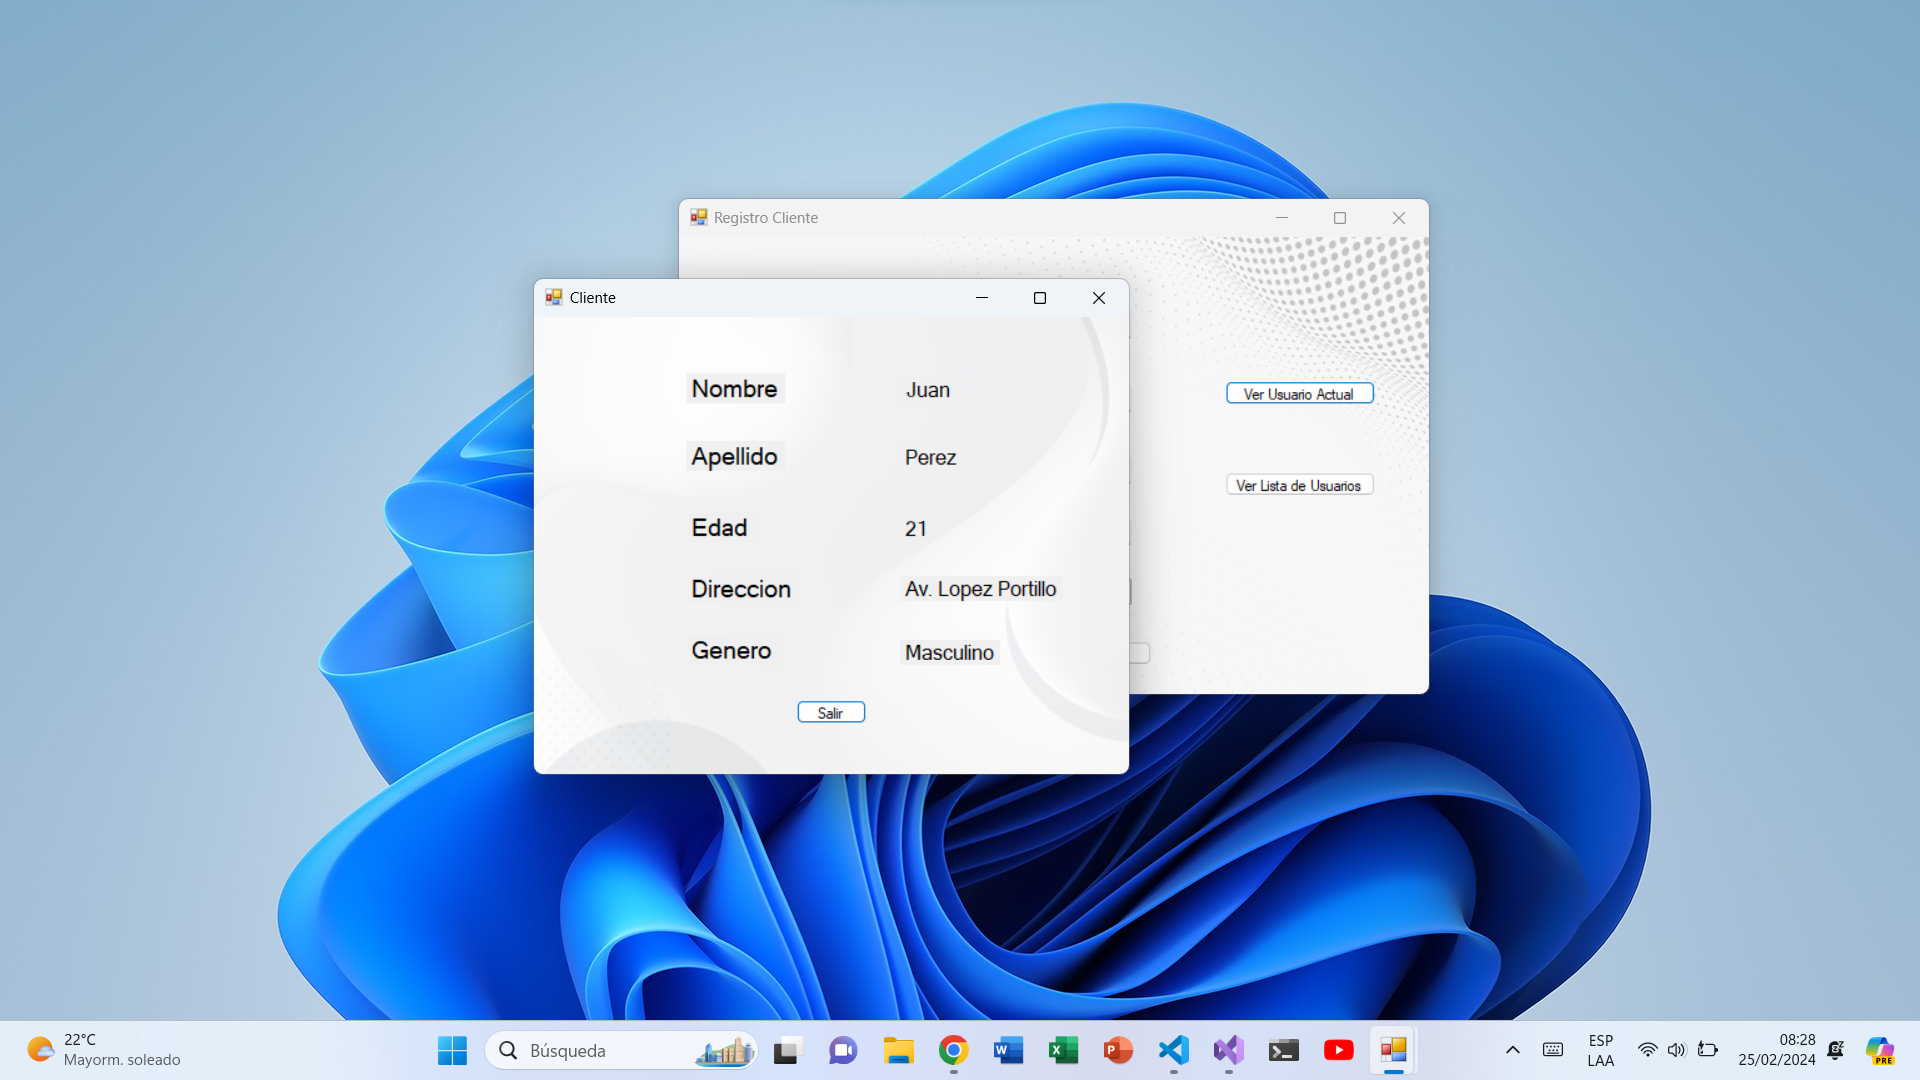 Registro Cliente
Cliente
Nombre
Juan
Apellido
Perez
Edad
21
Direccion
Av. Lopez Portillo
Genero
Masculino
Salir
Ver Usuario Actual
Ver Lista de Usuarios
22°C
Mayorm. soleado
Búsqueda
ESP
LAA
08:28
25/02/2024
PRE